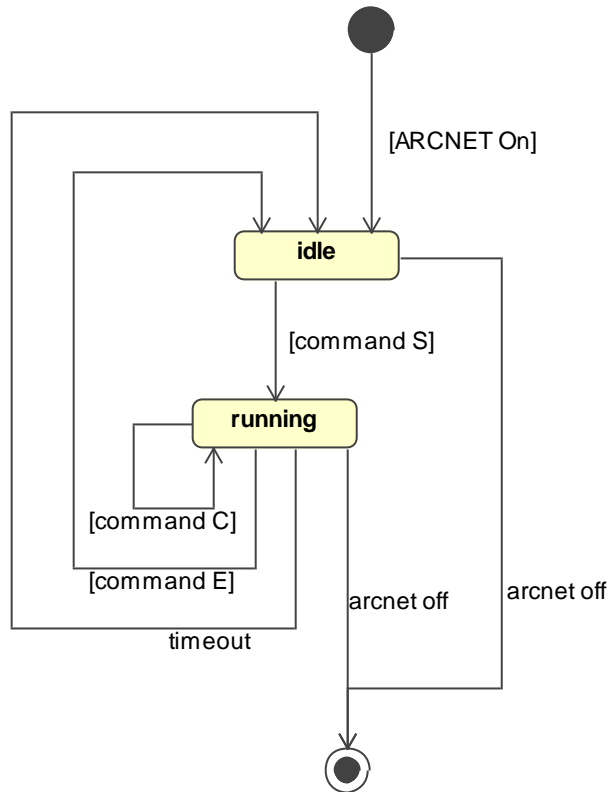 [ARCNET On]
idle
[command S]
running
[command C]
[command E]
arcnet off
arcnet off
timeout